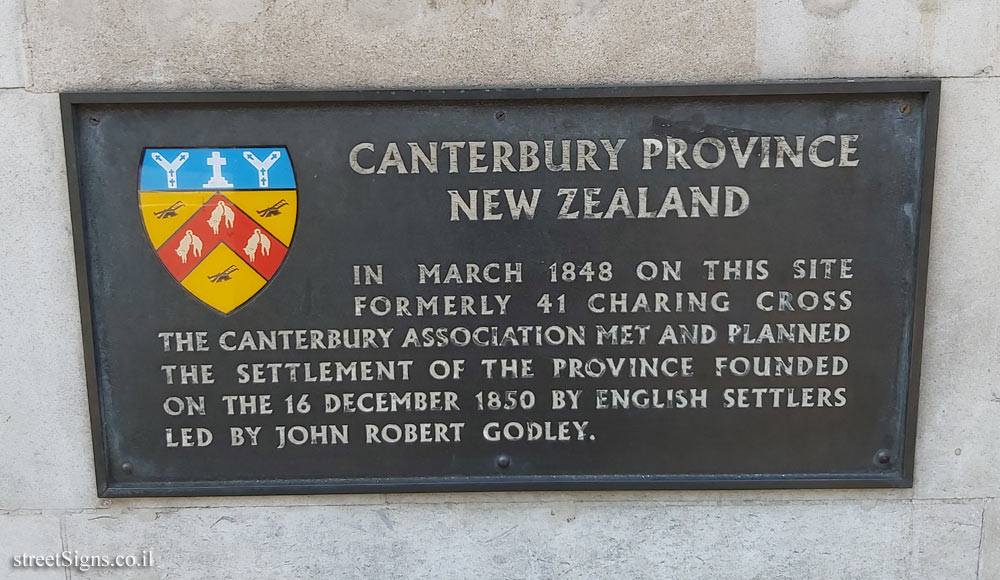 CANTERBURY PROVINCE
NEW ZEALAND
IN MARCH 1848 ON THIS SITE
FORMERLY 41 CHARING CROSS
THE CANTERBURY ASSOCIATION MET AND PLANNED
THE SETTLEMENT OF THE PROVINCE FOUNDED
ON THE 16 DECEMBER 1850 BY ENGLISH SETTLERS
LED BY JOHN ROBERT GODLEY.
streetSigns.co.il